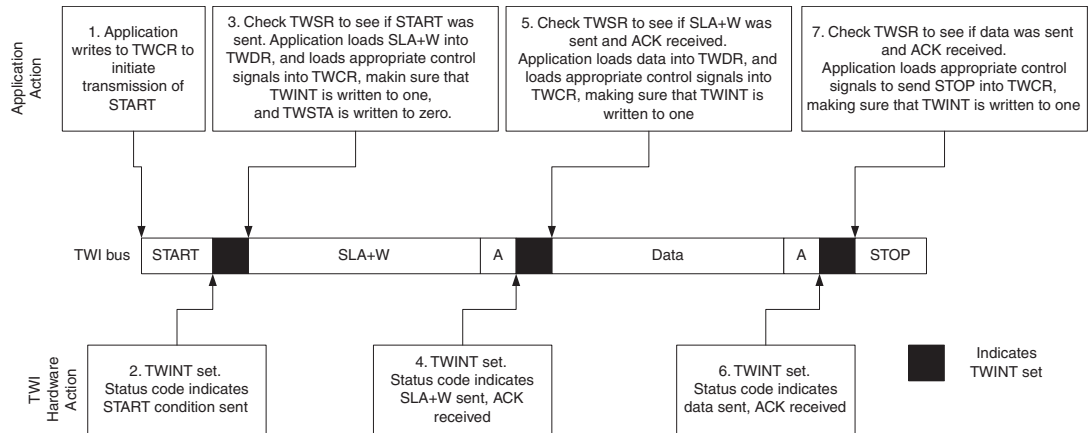 Application
Action
1. Application
writes to TWCR to
initiate
transmission of
START
3. Check TWSR to see if START was
sent. Application loads SLA+W into
TWDR, and loads appropriate control
signals into TWCR, makin sure that
TWINT is written to one,
and TWSTA is written to zero.
5. Check TWSR to see if SLA+W was
sent and ACK received.
Application loads data into TWDR, and
loads appropriate control signals into
TWCR, making sure that TWINT is
written to one
7. Check TWSR to see if data was sent
and ACK received.
Application loads appropriate control
signals to send STOP into TWCR,
making sure that TWINT is written to one
TWI bus
START
SLA+W
A
Data
A
STOP
TWI
Hardware
Action
2. TWINT set.
Status code indicates
START condition sent
4. TWINT set.
Status code indicates
SLA+W sent, ACK
received
6. TWINT set.
Status code indicates
data sent, ACK received
Indicates
TWINT set